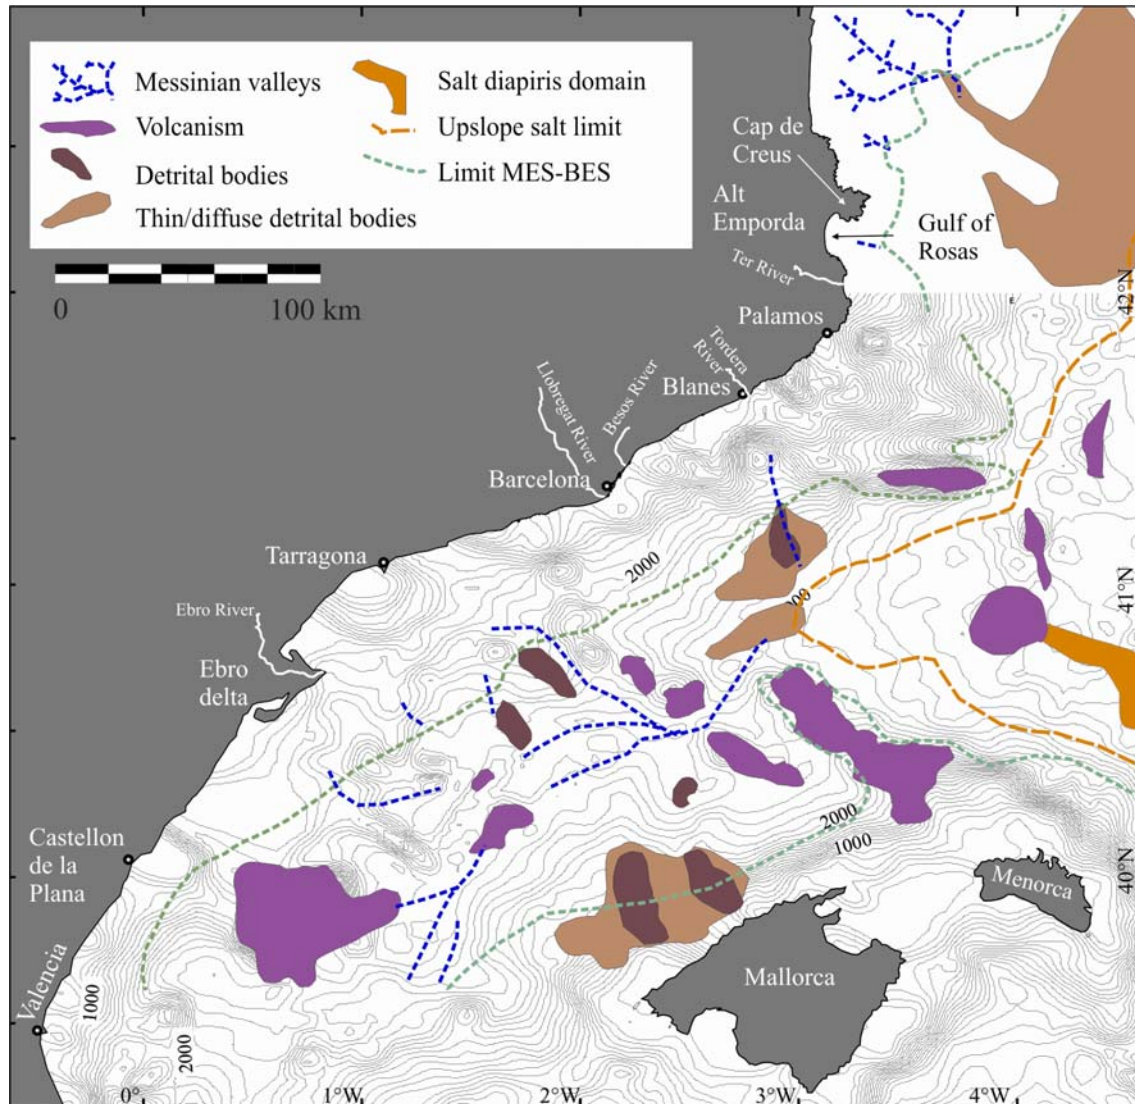 Messinian valleys
Volcanism
Detrital bodies
Thin/diffuse detrital bodies
Salt diapiris domain
Upslope salt limit
Limit MES-BES
0
100 km
Cap de
Creus
Alt
Emporda
Gulf of
Rosas
Ter River
42°N
Palamos
Tordera
River
Blanes
Besos River
Llobregat River
Barcelona
Tarragona
2000
41°N
Ebro River
Ebro
delta
2000
1000
Castellon
de la
Plana
40°N
Menorca
Mallorca
Valencia
1000
2000
0°
1°W
2°W
3°W
4°W